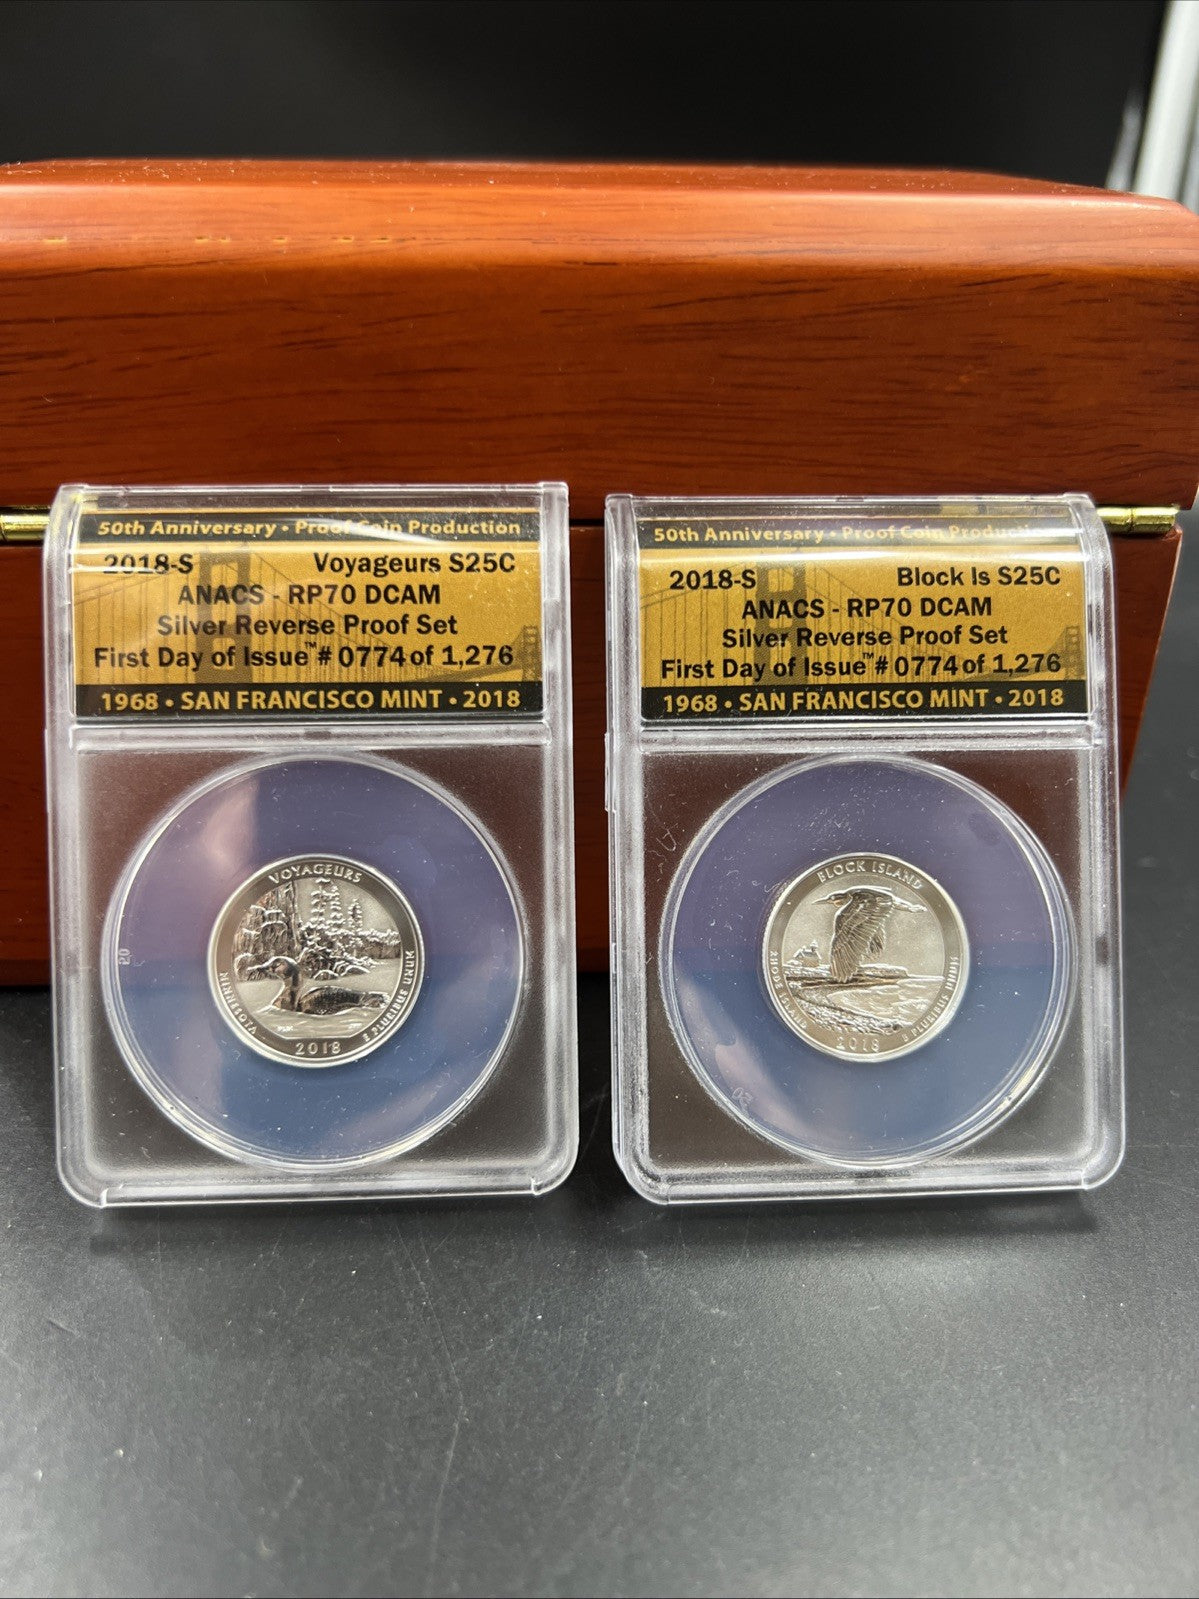 50th Anniversary • Proof Coin Production
2018-S Voyageurs S25C
ANACS - RP70 DCAM
Silver Reverse Proof Set
First Day of Issue™# 0774 of 1,276
1968 • SAN FRANCISCO MINT • 2018
VOYAGEURS
MINNESOTA
2018
E PLURIBUS UNUM
50th Anniversary • Proof Coin Production
2018-S Block Is S25C
ANACS - RP70 DCAM
Silver Reverse Proof Set
First Day of Issue™# 0774 of 1,276
1968 • SAN FRANCISCO MINT • 2018
BLOCK ISLAND
RHODE ISLAND
2018
E PLURIBUS UNUM